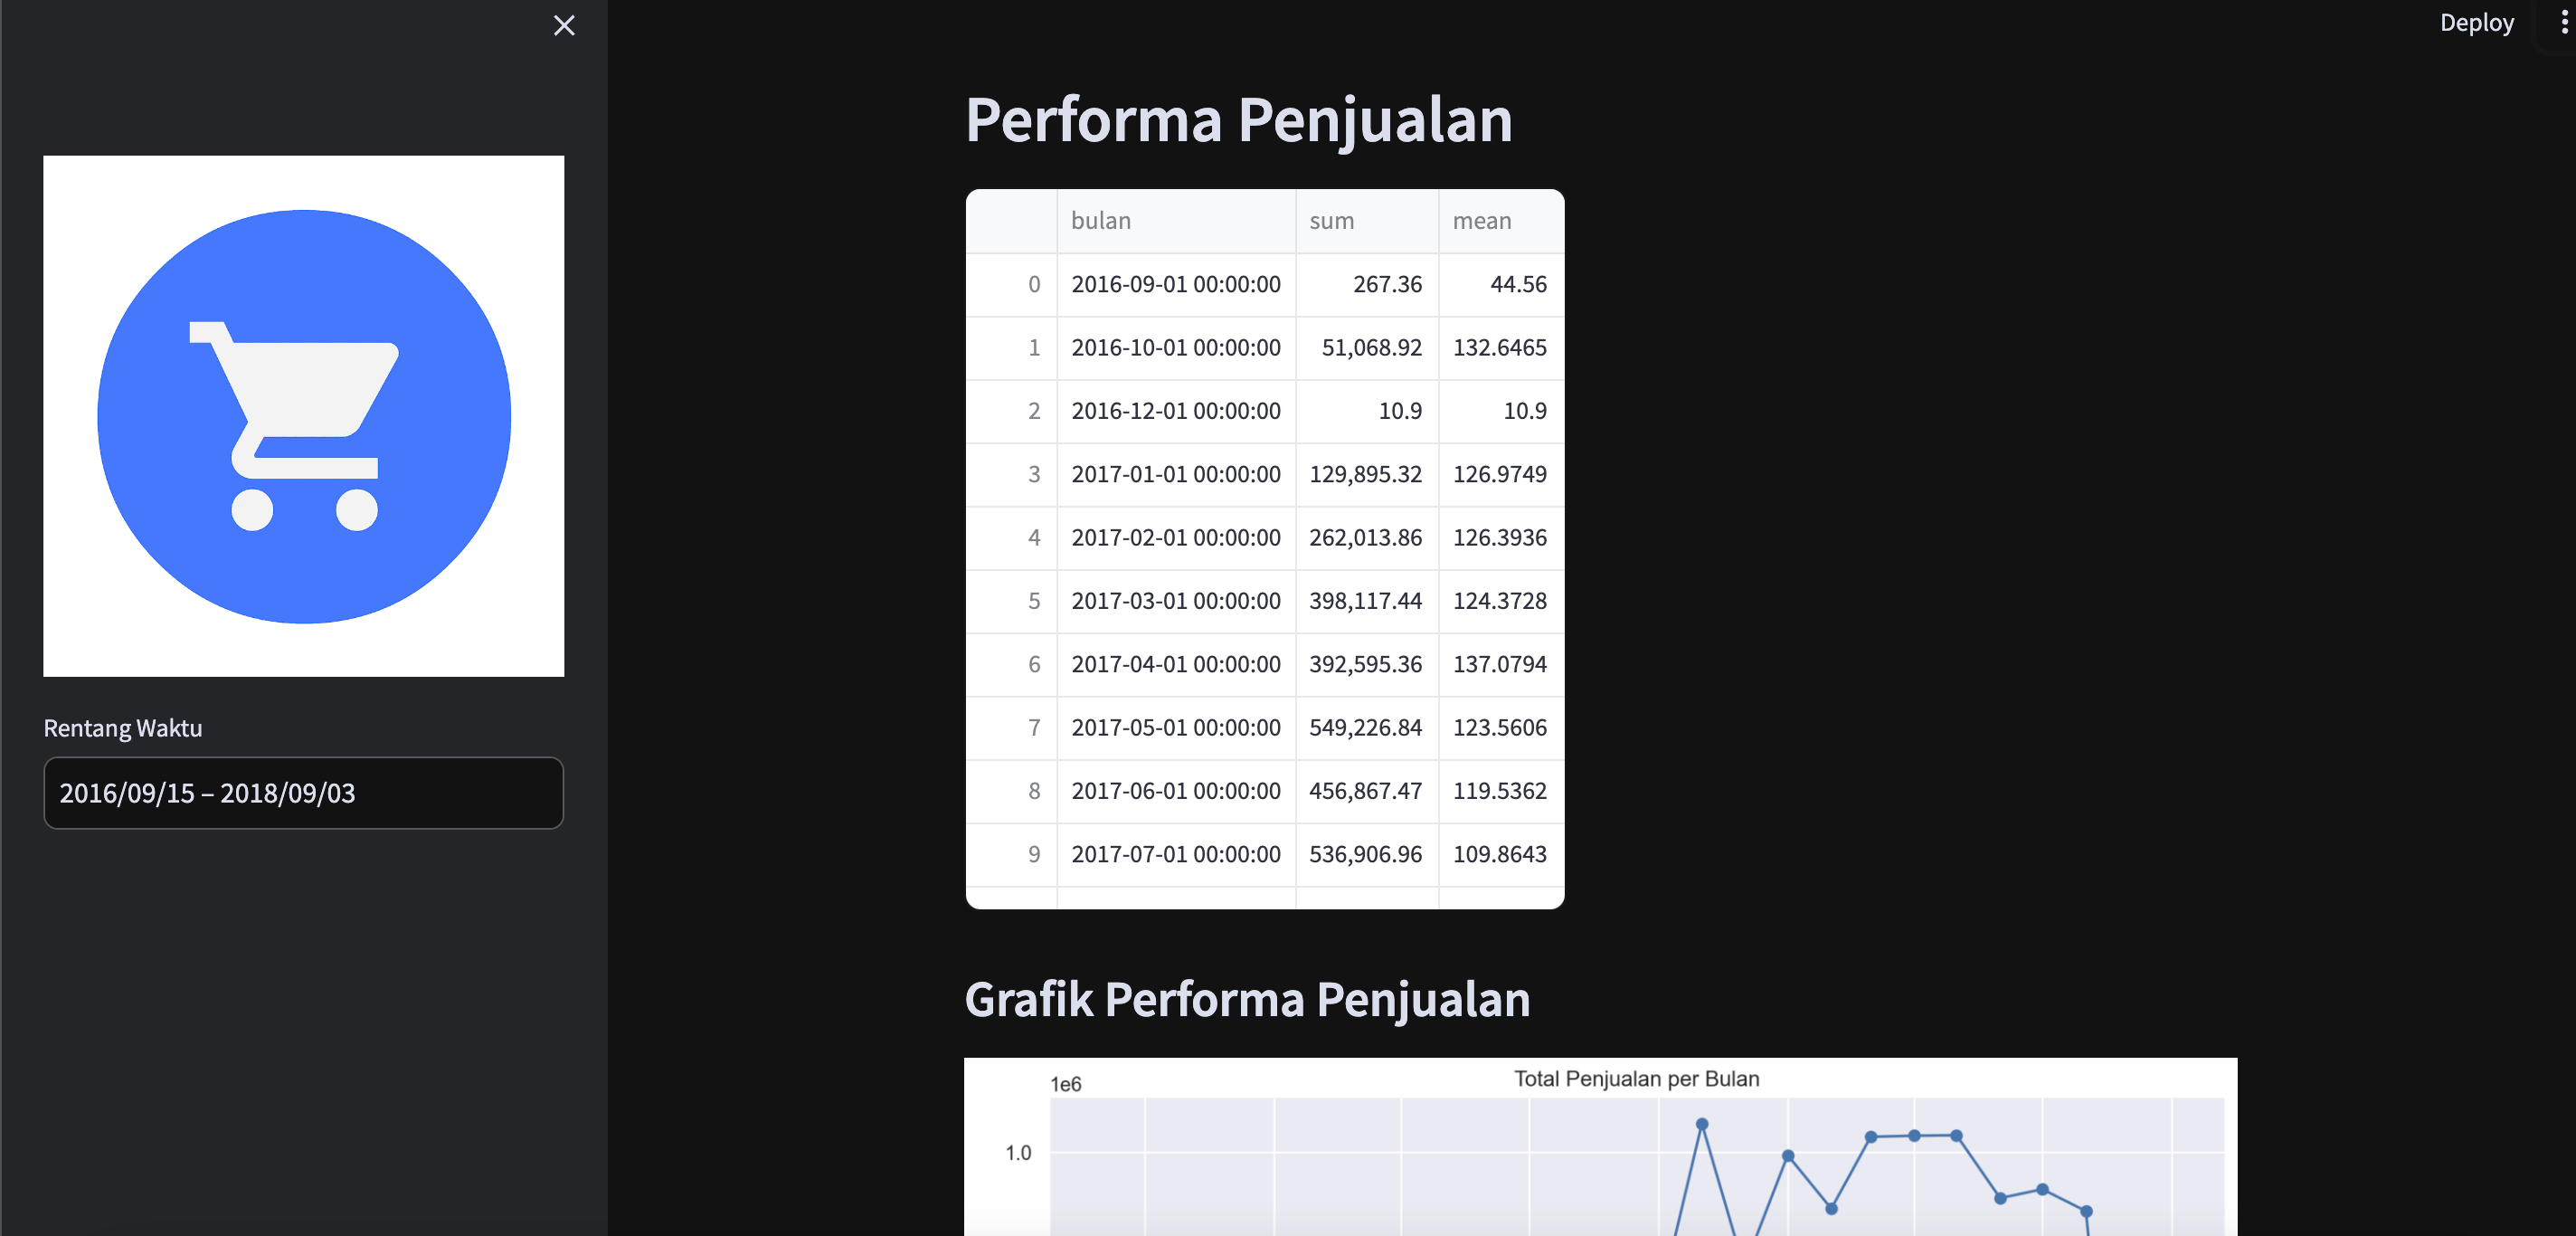 Deploy
Rentang Waktu
2016/09/15 – 2018/09/03
Performa Penjualan
bulan sum mean
0 2016-09-01 00:00:00 267.36 44.56
1 2016-10-01 00:00:00 51,068.92 132.6465
2 2016-12-01 00:00:00 10.9 10.9
3 2017-01-01 00:00:00 129,895.32 126.9749
4 2017-02-01 00:00:00 262,013.86 126.3936
5 2017-03-01 00:00:00 398,117.44 124.3728
6 2017-04-01 00:00:00 392,595.36 137.0794
7 2017-05-01 00:00:00 549,226.84 123.5606
8 2017-06-01 00:00:00 456,867.47 119.5362
9 2017-07-01 00:00:00 536,906.96 109.8643
Grafik Performa Penjualan
Total Penjualan per Bulan
1e6
1.0